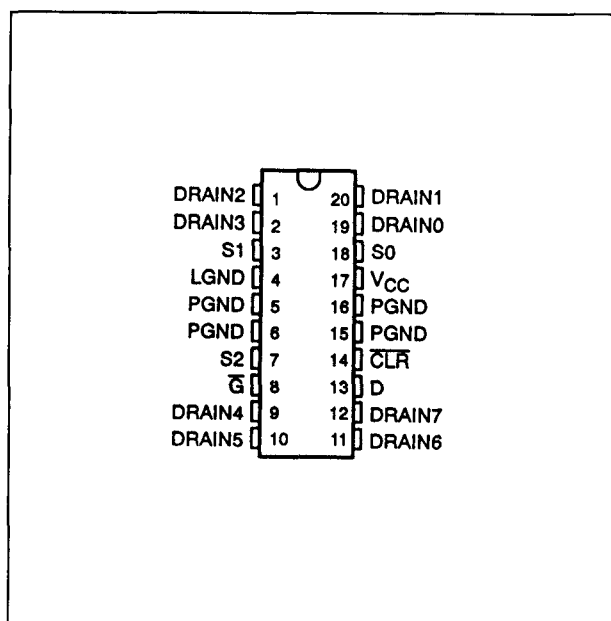 DRAIN2 1 20 DRAIN1
DRAIN3 2 19 DRAIN0
S1 3 18 S0
LGND 4 17 VCC
PGND 5 16 PGND
PGND 6 15 PGND
S2 7 14 C̅L̅R̅
G̅ 8 13 D
DRAIN4 9 12 DRAIN7
DRAIN5 10 11 DRAIN6